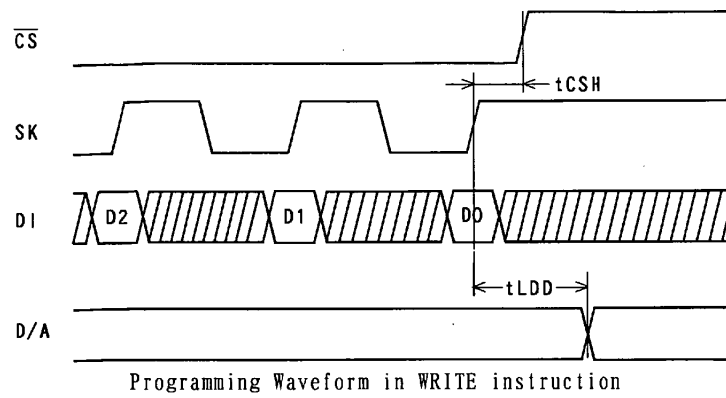 CS
tCSH
SK
DI D2 D1 D0
tLDD
D/A
Programming Waveform in WRITE instruction